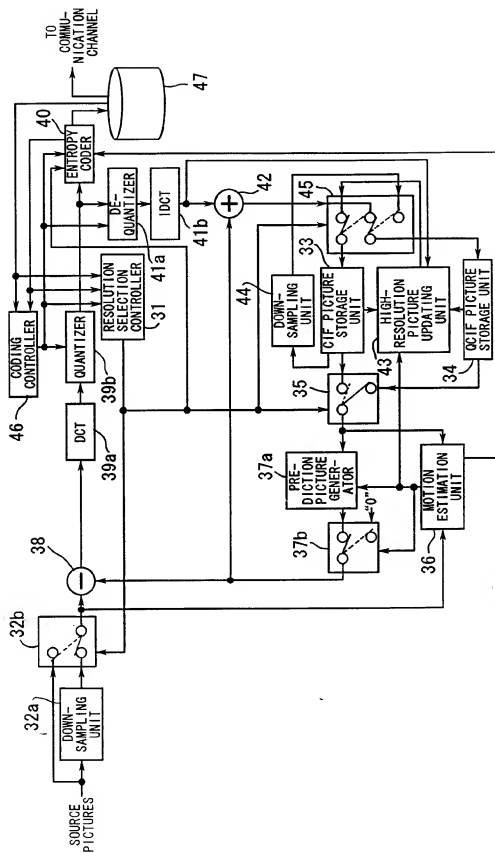 SOURCE
PICTURES
DOWN-
SAMPLING
UNIT
32a
32b
38
DCT
39a
QUANTIZER
39b
CODING
CONTROLLER
46
RESOLUTION
SELECTION
CONTROLLER
31
ENTROPY
CODER
40
TO
COMMU-
NICATION
CHANNEL
47
DE-
QUANTIZER
41a
IDCT
41b
42
45
33
44
DOWN-
SAMPLING
UNIT
CIF PICTURE
STORAGE
UNIT
HIGH-
RESOLUTION
PICTURE
UPDATING
UNIT
43
QCIF PICTURE
STORAGE UNIT
34
35
37a
PRE-
DICTION
PICTURE
GENER-
ATOR
37b
"0"
MOTION
ESTIMATION
UNIT
36